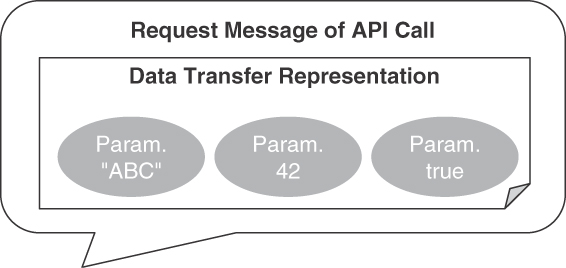 Request Message of API Call
Data Transfer Representation
Param. Param. Param.
"ABC" 42 true